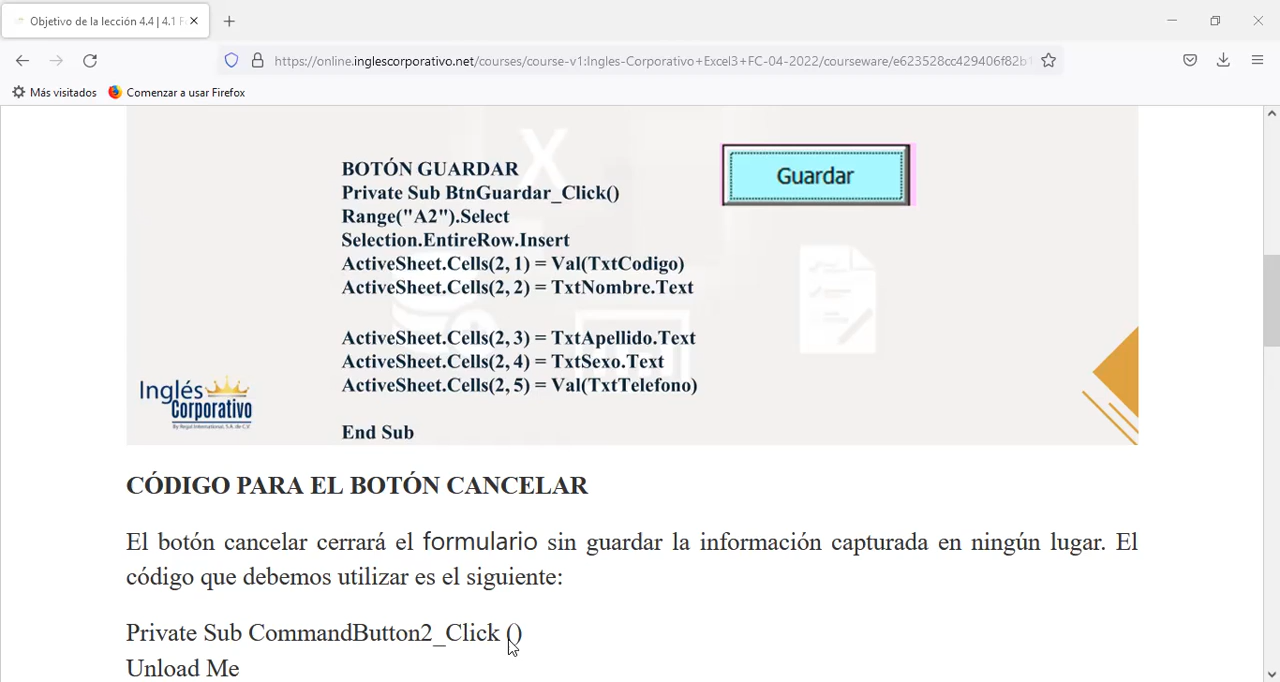 Objetivo de la lección 4.4 | 4.1 F
https://online.inglescorporativo.net/courses/course-v1:Ingles-Corporativo+Excel3+FC-04-2022/courseware/e623528cc429406f82b1
Más visitados Comenzar a usar Firefox
BOTÓN GUARDAR
Private Sub BtnGuardar_Click()
Range("A2").Select
Selection.EntireRow.Insert
ActiveSheet.Cells(2, 1) = Val(TxtCodigo)
ActiveSheet.Cells(2, 2) = TxtNombre.Text
ActiveSheet.Cells(2, 3) = TxtApellido.Text
ActiveSheet.Cells(2, 4) = TxtSexo.Text
ActiveSheet.Cells(2, 5) = Val(TxtTelefono)
End Sub
Guardar
Inglés
Corporativo
By Regal International, S.A. de C.V.
CÓDIGO PARA EL BOTÓN CANCELAR
El botón cancelar cerrará el formulario sin guardar la información capturada en ningún lugar. El
código que debemos utilizar es el siguiente:
Private Sub CommandButton2_Click ()
Unload Me